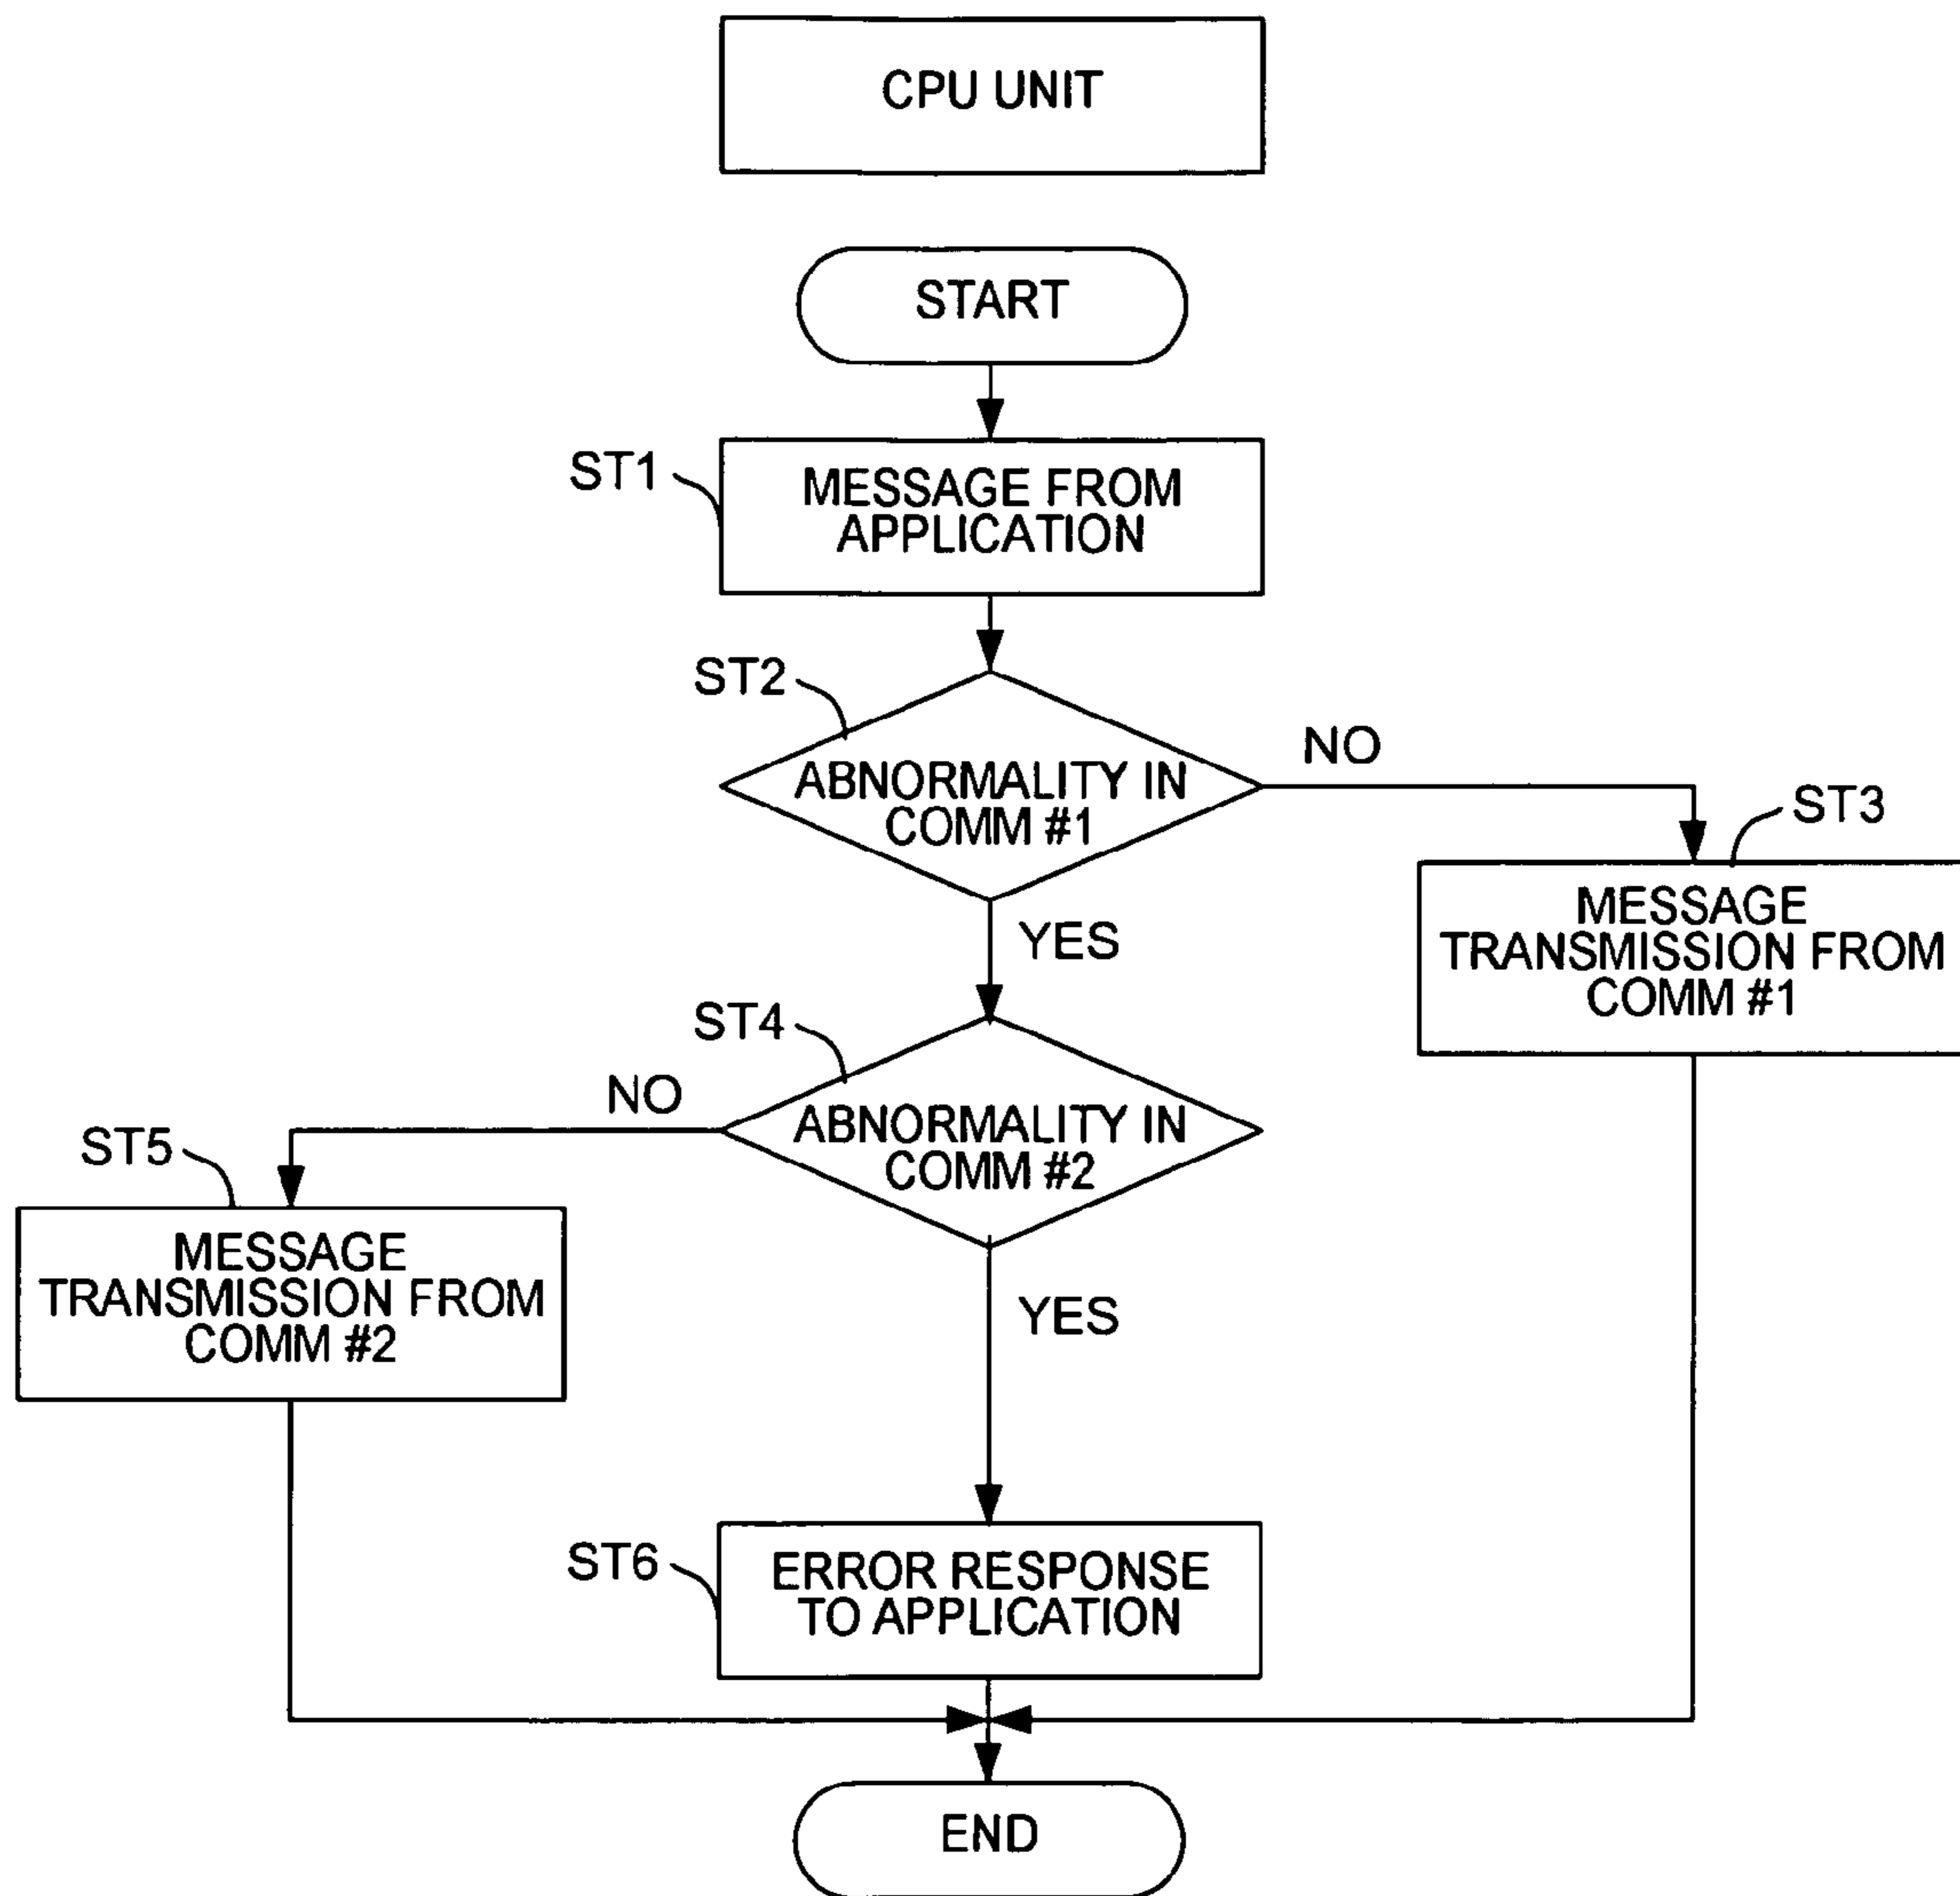 CPU UNIT
START
ST1
MESSAGE FROM
APPLICATION
ST2
ABNORMALITY IN
COMM #1
NO
ST3
MESSAGE
TRANSMISSION FROM
COMM #1
YES
ST4
ABNORMALITY IN
COMM #2
NO
ST5
MESSAGE
TRANSMISSION FROM
COMM #2
YES
ST6
ERROR RESPONSE
TO APPLICATION
END